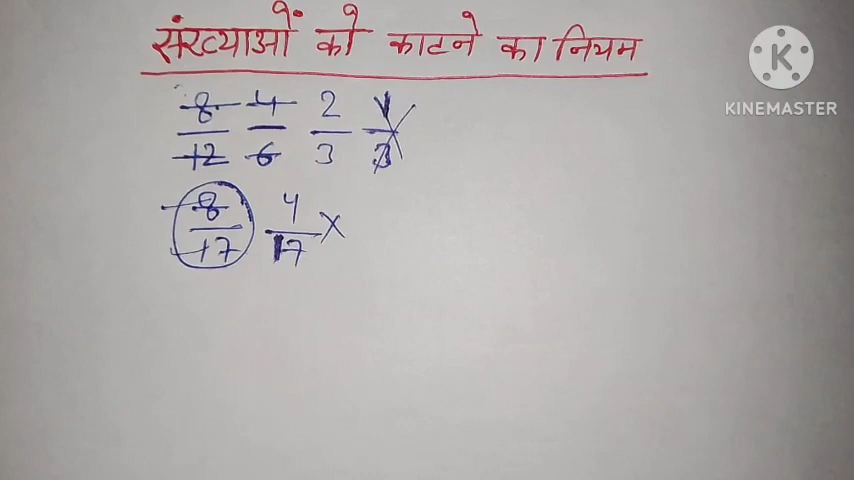 संख्याओं को काटने का नियम
8/12 4/6 2/3 1/3
8/17 4/17 X
K
KINEMASTER